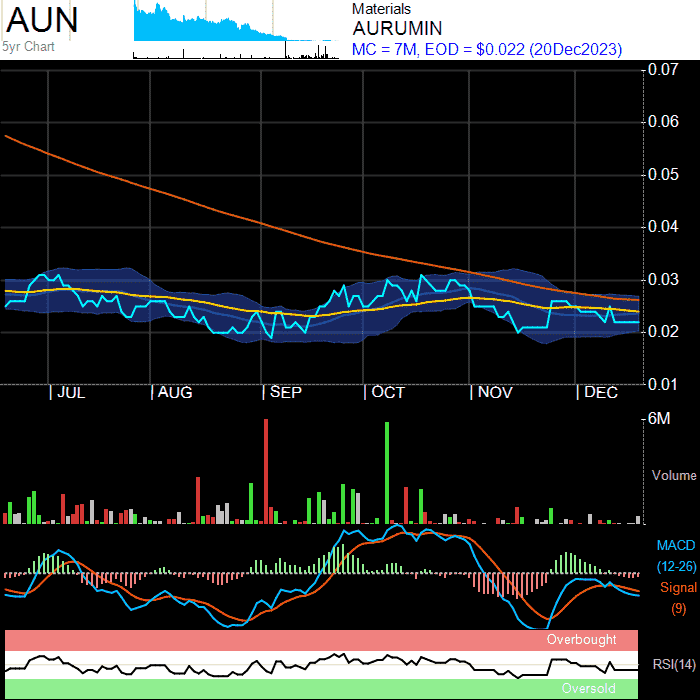 AUN
5yr Chart
Materials
AURUMIN
MC = 7M, EOD = $0.022 (20Dec2023)
0.07
0.06
0.05
0.04
0.03
0.02
0.01
| JUL | AUG | SEP | OCT | NOV | DEC
6M
Volume
MACD
(12-26)
Signal
(9)
Overbought
RSI(14)
Oversold